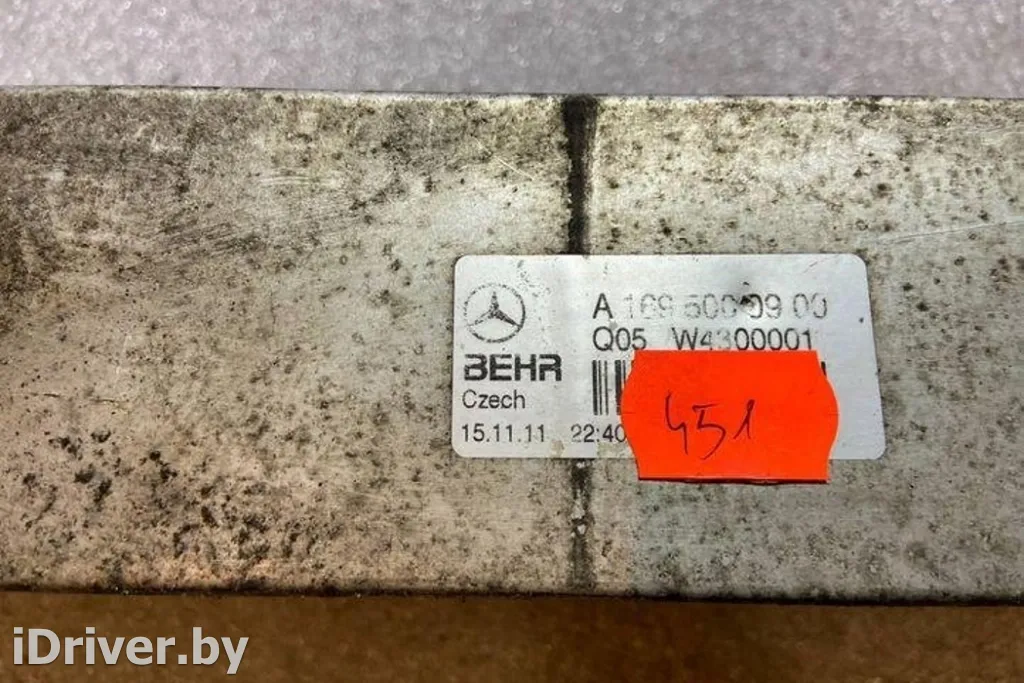 A 169 500 09 00
Q05 W4300001
BEHR
Czech
15.11.11 22:40
451
iDriver.by